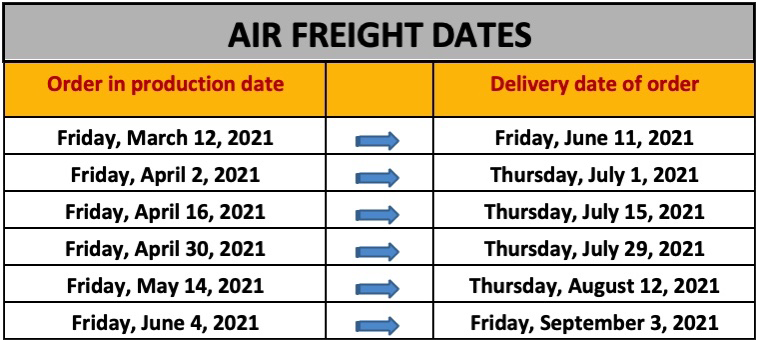 AIR FREIGHT DATES
Order in production date Delivery date of order
Friday, March 12, 2021 Friday, June 11, 2021
Friday, April 2, 2021 Thursday, July 1, 2021
Friday, April 16, 2021 Thursday, July 15, 2021
Friday, April 30, 2021 Thursday, July 29, 2021
Friday, May 14, 2021 Thursday, August 12, 2021
Friday, June 4, 2021 Friday, September 3, 2021